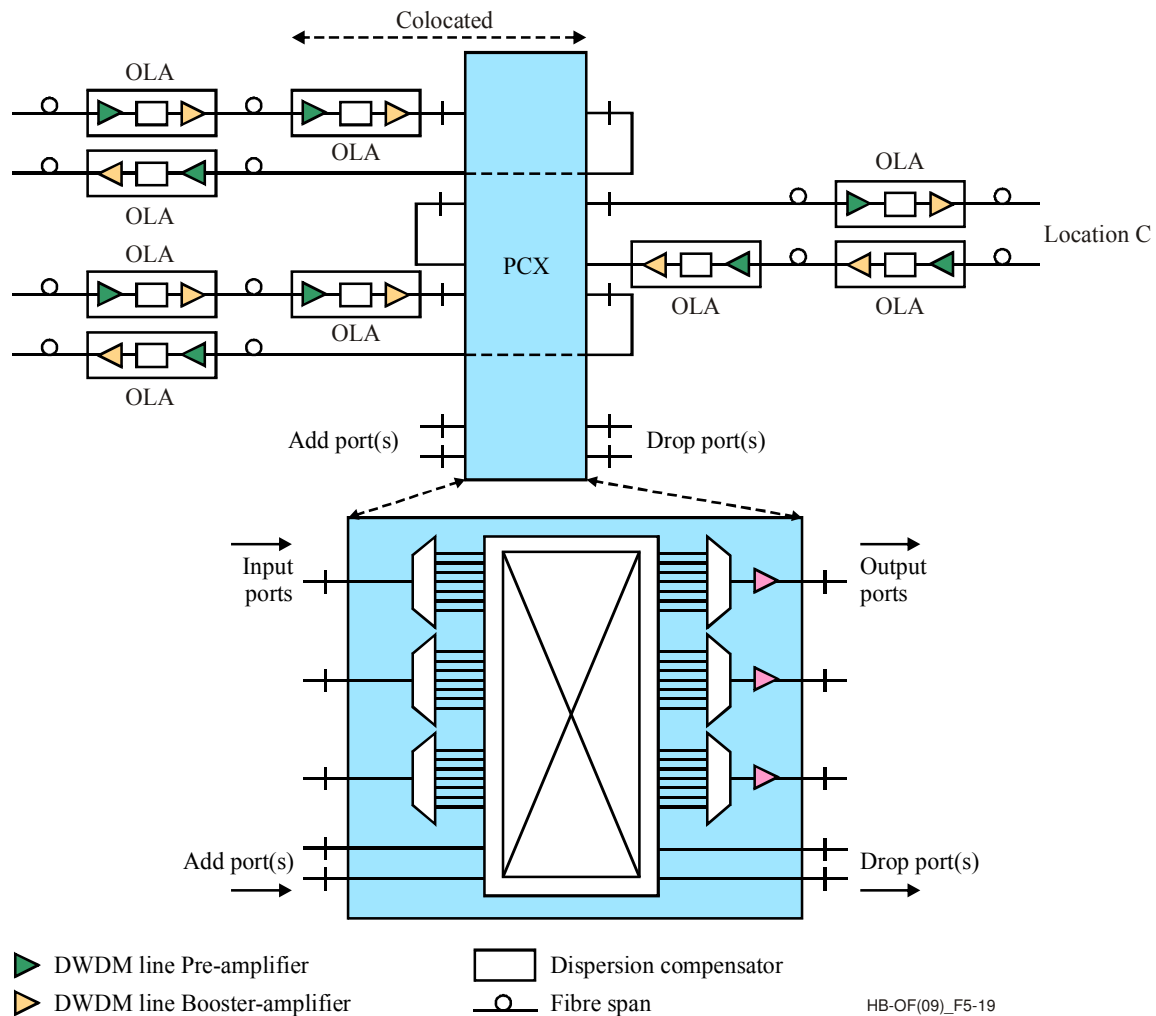 Colocated
OLA
OLA
OLA
OLA
OLA
Location C
OLA
PCX
OLA
OLA
OLA
OLA
Add port(s)
Drop port(s)
Input
ports
Output
ports
Add port(s)
Drop port(s)
DWDM line Pre-amplifier
Dispersion compensator
DWDM line Booster-amplifier
Fibre span
HB-OF(09)_F5-19